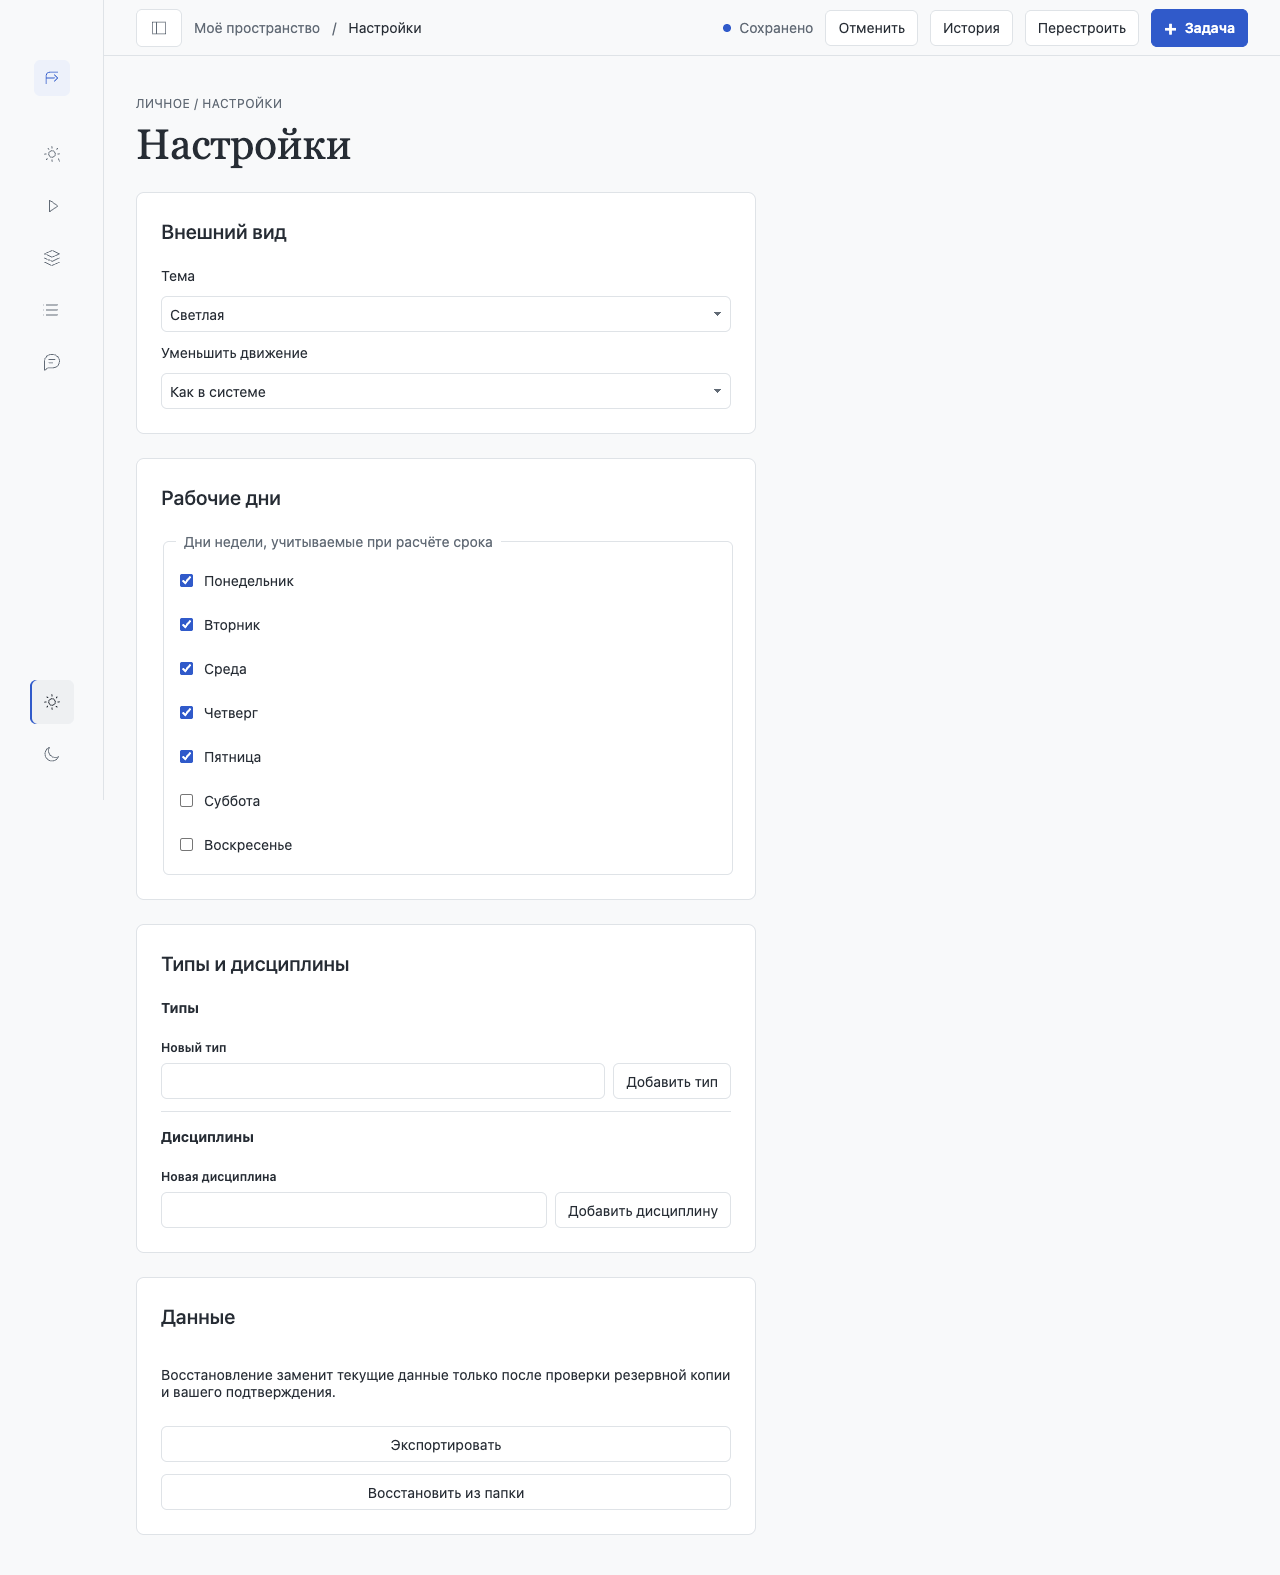 Моё пространство / Настройки
Сохранено
Отменить
История
Перестроить
+ Задача
ЛИЧНОЕ / НАСТРОЙКИ
Настройки
Внешний вид
Тема
Светлая
Уменьшить движение
Как в системе
Рабочие дни
Дни недели, учитываемые при расчёте срока
Понедельник
Вторник
Среда
Четверг
Пятница
Суббота
Воскресенье
Типы и дисциплины
Типы
Новый тип
Добавить тип
Дисциплины
Новая дисциплина
Добавить дисциплину
Данные
Восстановление заменит текущие данные только после проверки резервной копии
и вашего подтверждения.
Экспортировать
Восстановить из папки